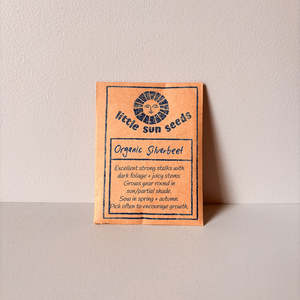 little sun seeds
Organic Silverbeet
Excellent strong stalks with
dark foliage + juicy stems.
Grows year round in
sun/partial shade.
Sow in spring + autumn.
Pick often to encourage growth.